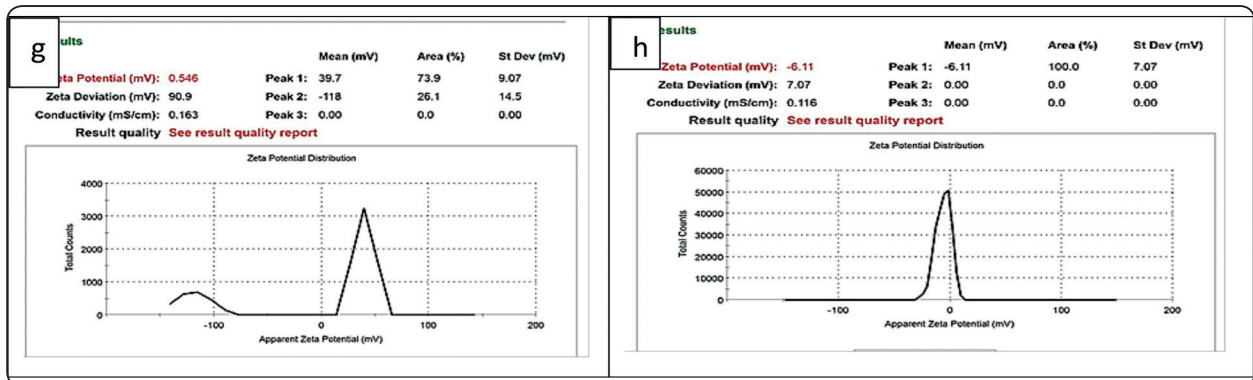 g
ults
Mean (mV) Area (%) St Dev (mV)
eta Potential (mV): 0.546 Peak 1: 39.7 73.9 9.07
Zeta Deviation (mV): 90.9 Peak 2: -118 26.1 14.5
Conductivity (mS/cm): 0.163 Peak 3: 0.00 0.0 0.00
Result quality See result quality report
Zeta Potential Distribution
4000
3000
2000
1000
0
Total Counts
-100 0 100 200
Apparent Zeta Potential (mV)
h
esults
Mean (mV) Area (%) St Dev (mV)
Zeta Potential (mV): -6.11 Peak 1: -6.11 100.0 7.07
Zeta Deviation (mV): 7.07 Peak 2: 0.00 0.0 0.00
Conductivity (mS/cm): 0.116 Peak 3: 0.00 0.0 0.00
Result quality See result quality report
Zeta Potential Distribution
60000
50000
40000
30000
20000
10000
0
Total Counts
-100 0 100 200
Apparent Zeta Potential (mV)